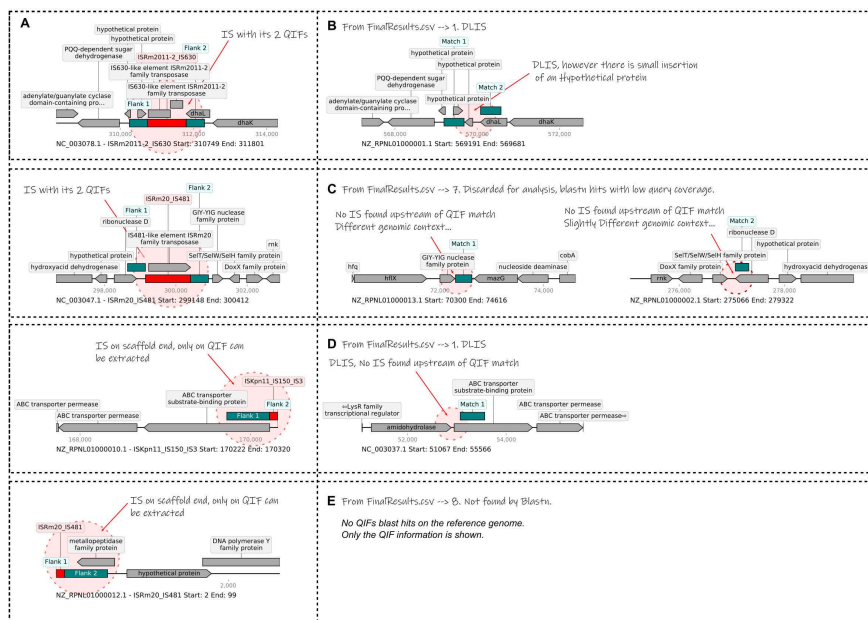 A
IS with its 2 QIFs
hypothetical protein
hypothetical protein
Flank 2
PQQ-dependent sugar
dehydrogenase
ISRm2011-2_IS630
IS630-like element ISRm2011-2
family transposase
adenylate/guanylate cyclase
domain-containing pro...
IS630-like element ISRm2011-2
family transposase
Flank 1
dhaL
dhaK
310,000
312,000
314,000
NC_003078.1 - ISRm2011-2_IS630 Start: 310749 End: 311801
B From FinalResults.csv --> 1. DLIS
hypothetical protein
Match 1
hypothetical protein
DLIS, however there is small insertion
of an Hypothetical protein
PQQ-dependent sugar
dehydrogenase
hypothetical protein
Match 2
adenylate/guanylate cyclase
domain-containing pro...
hypothetical protein
dhaL
dhaK
568,000
570,000
572,000
NZ_RPNL01000001.1 Start: 569191 End: 569681
IS with its 2 QIFs
Flank 2
ISRm20_IS481
Flank 1
GIY-YIG nuclease
family protein
ribonuclease D
IS481-like element ISRm20
family transposase
rnk
hypothetical protein
SelT/SelW/SelH family protein
hydroxyacid dehydrogenase
DoxX family protein
298,000
300,000
302,000
NC_003047.1 - ISRm20_IS481 Start: 299148 End: 300412
C From FinalResults.csv --> 7. Discarded for analysis, blastn hits with low query coverage.
No IS found upstream of QIF match
Different genomic context...
Match 1
GIY-YIG nuclease
family protein
cobA
hfq
nucleoside deaminase
hflX
mazG
72,000
74,000
NZ_RPNL01000013.1 Start: 70300 End: 74616
No IS found upstream of QIF match
Slightly Different genomic context...
Match 2
ribonuclease D
SelT/SelW/SelH family protein
DoxX family protein
hypothetical protein
rnk
hydroxyacid dehydrogenase
276,000
278,000
NZ_RPNL01000002.1 Start: 275066 End: 279322
IS on scaffold end, only on QIF can
be extracted
ISKpn11_IS150_IS3
ABC transporter
substrate-binding protein
Flank 2
ABC transporter permease
ABC transporter permease
Flank 1
168,000
170,000
NZ_RPNL01000010.1 - ISKpn11_IS150_IS3 Start: 170222 End: 170320
D From FinalResults.csv --> 1. DLIS
DLIS, No IS found upstream of QIF match
ABC transporter
substrate-binding protein
⇦LysR family
transcriptional regulator
Match 1
ABC transporter permease
ABC transporter permease⇨
amidohydrolase
52,000
54,000
NC_003037.1 Start: 51067 End: 55566
IS on scaffold end, only on QIF can
be extracted
ISRm20_IS481
metallopeptidase
family protein
DNA polymerase Y
family protein
Flank 1
Flank 2
hypothetical protein
2,000
NZ_RPNL01000012.1 - ISRm20_IS481 Start: 2 End: 99
E From FinalResults.csv --> 8. Not found by Blastn.
No QIFs blast hits on the reference genome.
Only the QIF information is shown.